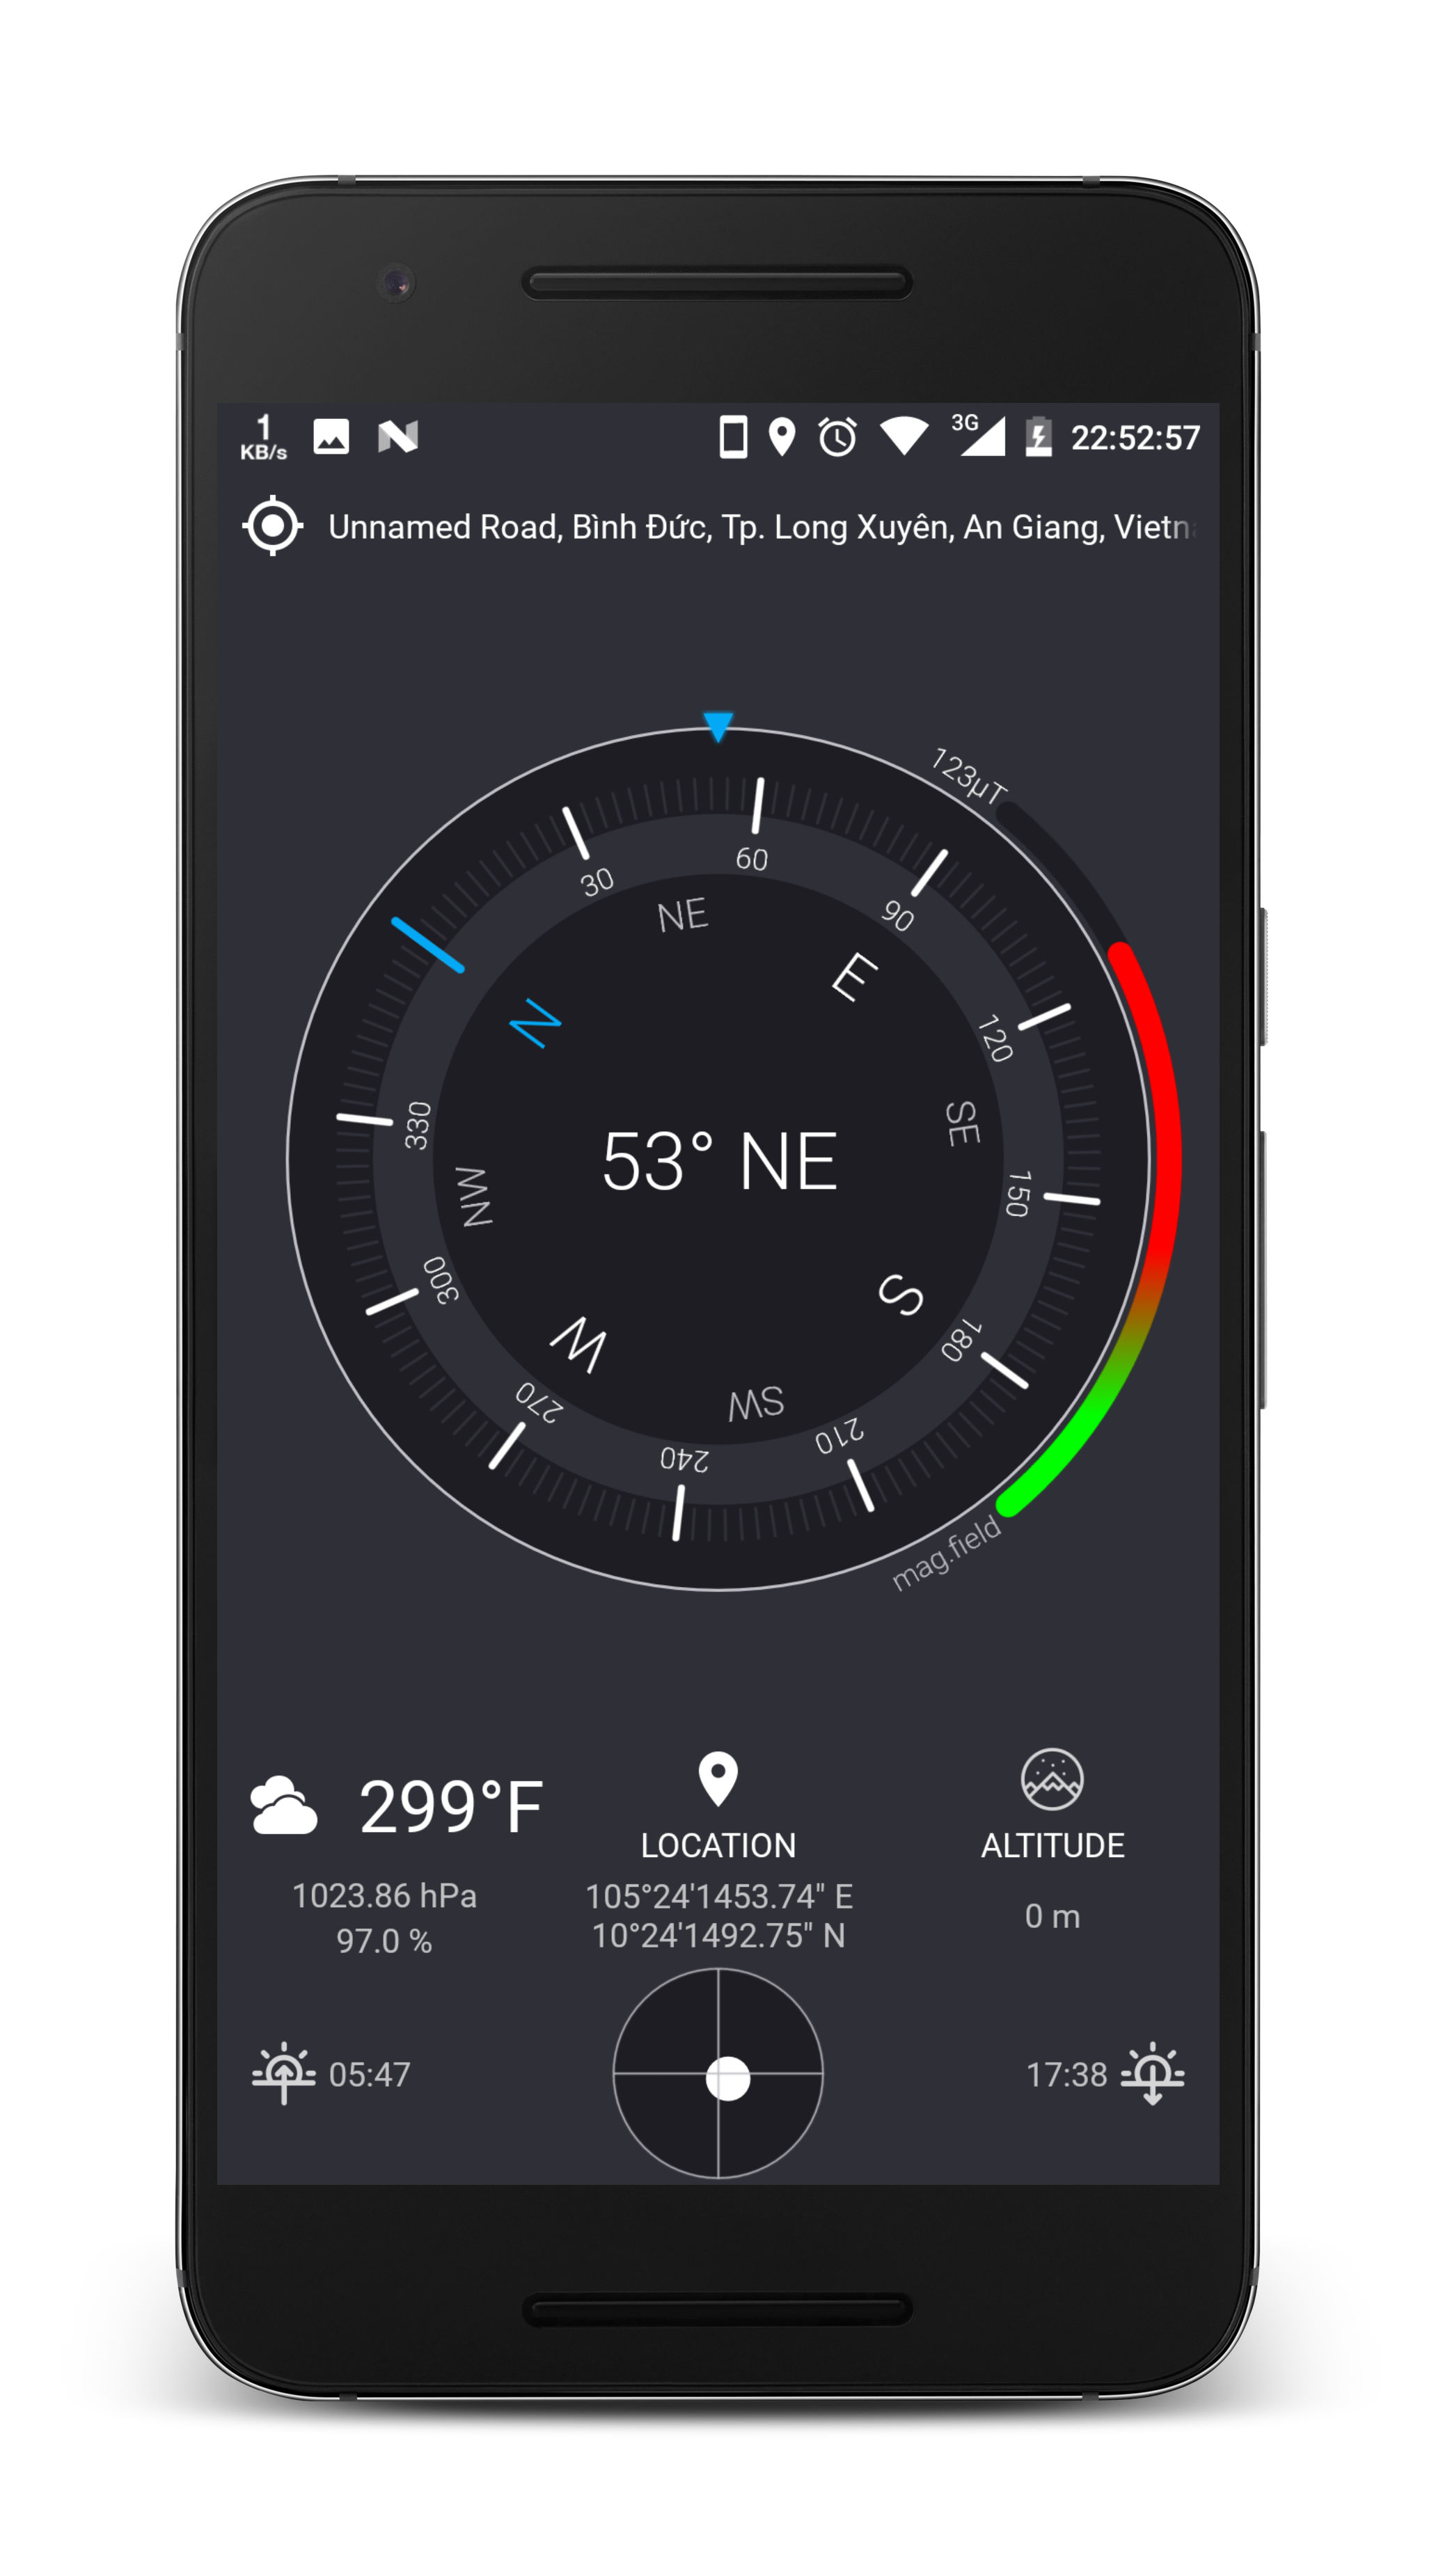 1
KB/s
3G
22:52:57
Unnamed Road, Bình Đức, Tp. Long Xuyên, An Giang, Vietn
123µT
60
30
NE
90
E
N
120
330
SE
53° NE
NW
150
300
S
W
180
270
SW
210
240
mag.field
299°F
LOCATION
ALTITUDE
1023.86 hPa
105°24'1453.74" E
0 m
97.0 %
10°24'1492.75" N
05:47
17:38